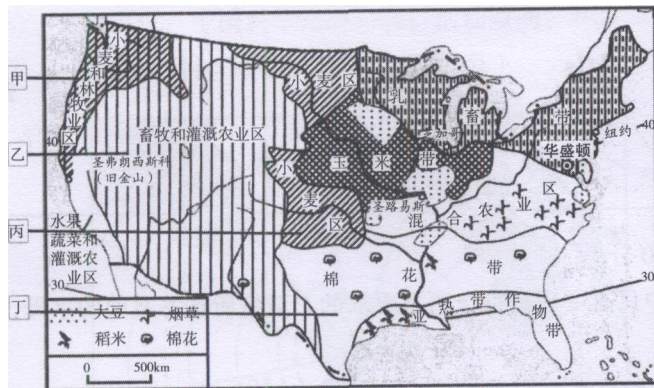 甲
乙
丙
丁
小麦和林牧业区
小麦区
乳畜带
畜牧和灌溉农业区
圣弗朗西斯科
(旧金山)
芝加哥
纽约
华盛顿
玉米带
小麦区
圣路易斯
混合农业区
水果
蔬菜和
灌溉农
业区
棉花带
亚热带作物带
40
40
30
30
大豆
烟草
稻米
棉花
0 500km